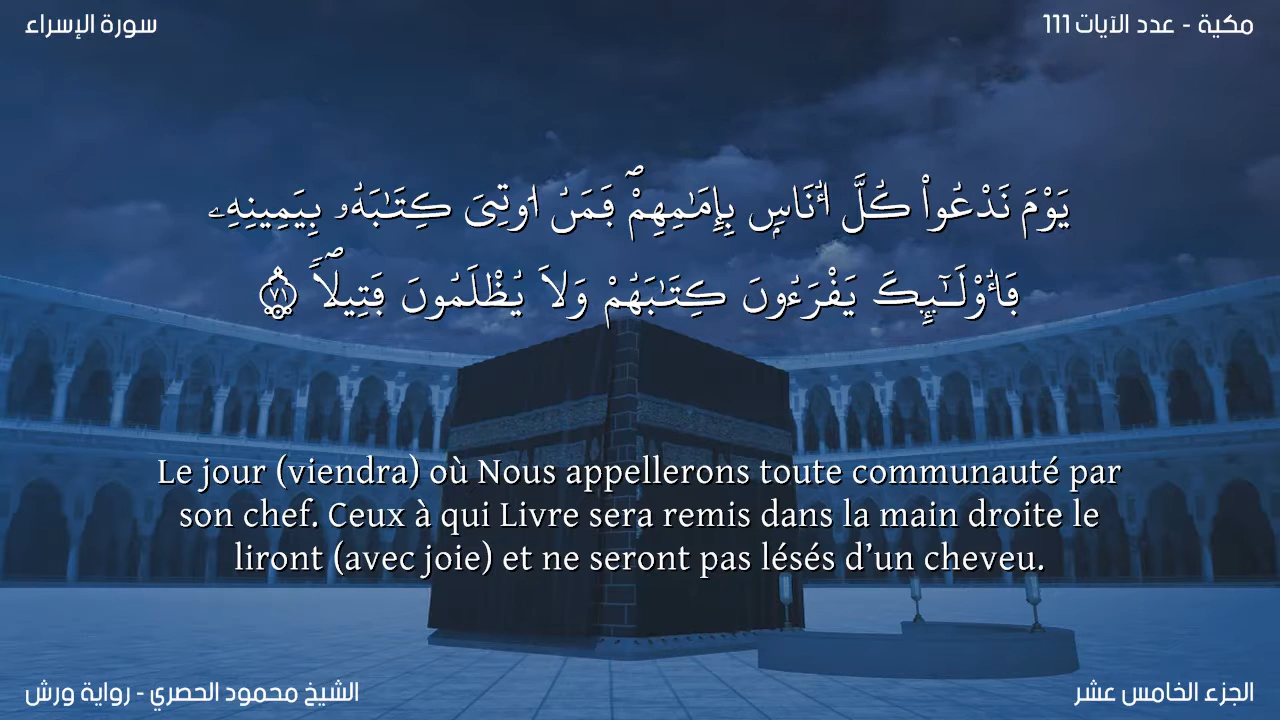 سورة الإسراء
مكية - عدد الآيات 111
يَوْمَ نَدْعُواْ كُلَّ أُنَاسِۢ بِإِمَٰمِهِمْۖ فَمَنُ ا۟وتِيَ كِتَٰبَهُۥ بِيَمِينِهِۦ
فَأُوْلَٰٓئِكَ يَقْرَءُونَ كِتَٰبَهُمْ وَلَا يُظْلَمُونَ فَتِيلاٗۖ ٧١
Le jour (viendra) où Nous appellerons toute communauté par
son chef. Ceux à qui Livre sera remis dans la main droite le
liront (avec joie) et ne seront pas lésés d’un cheveu.
الشيخ محمود الحصري - رواية ورش
الجزء الخامس عشر